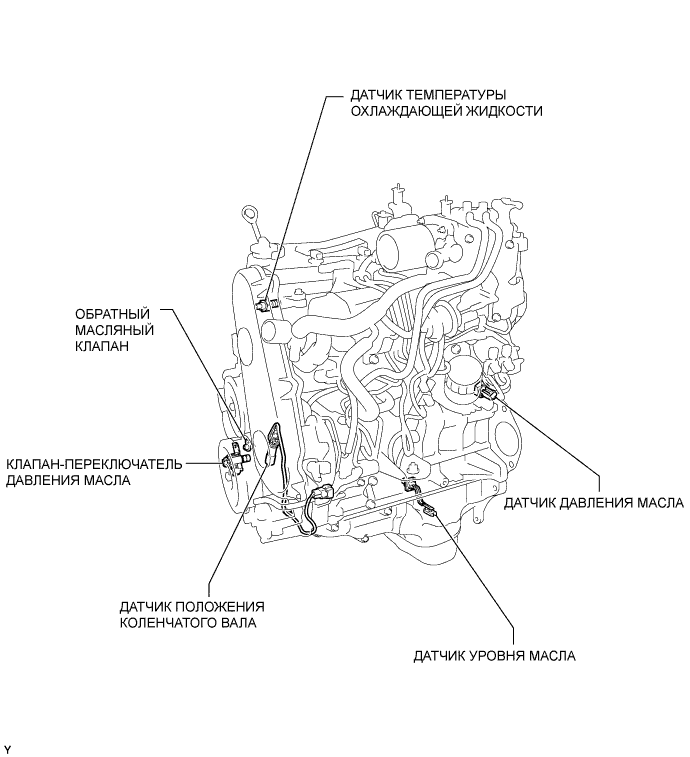 ДАТЧИК ТЕМПЕРАТУРЫ
ОХЛАЖДАЮЩЕЙ ЖИДКОСТИ
ОБРАТНЫЙ
МАСЛЯНЫЙ
КЛАПАН
КЛАПАН-ПЕРЕКЛЮЧАТЕЛЬ
ДАВЛЕНИЯ МАСЛА
ДАТЧИК ДАВЛЕНИЯ МАСЛА
ДАТЧИК ПОЛОЖЕНИЯ
КОЛЕНЧАТОГО ВАЛА
ДАТЧИК УРОВНЯ МАСЛА
Y